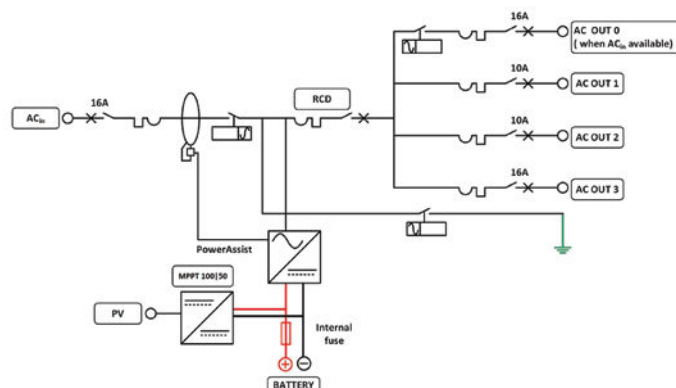 16A
AC OUT 0
( when ACin available)
10A
AC OUT 1
RCD
16A
ACin
10A
AC OUT 2
16A
AC OUT 3
PowerAssist
MPPT 100|50
PV
Internal
fuse
+
−
BATTERY